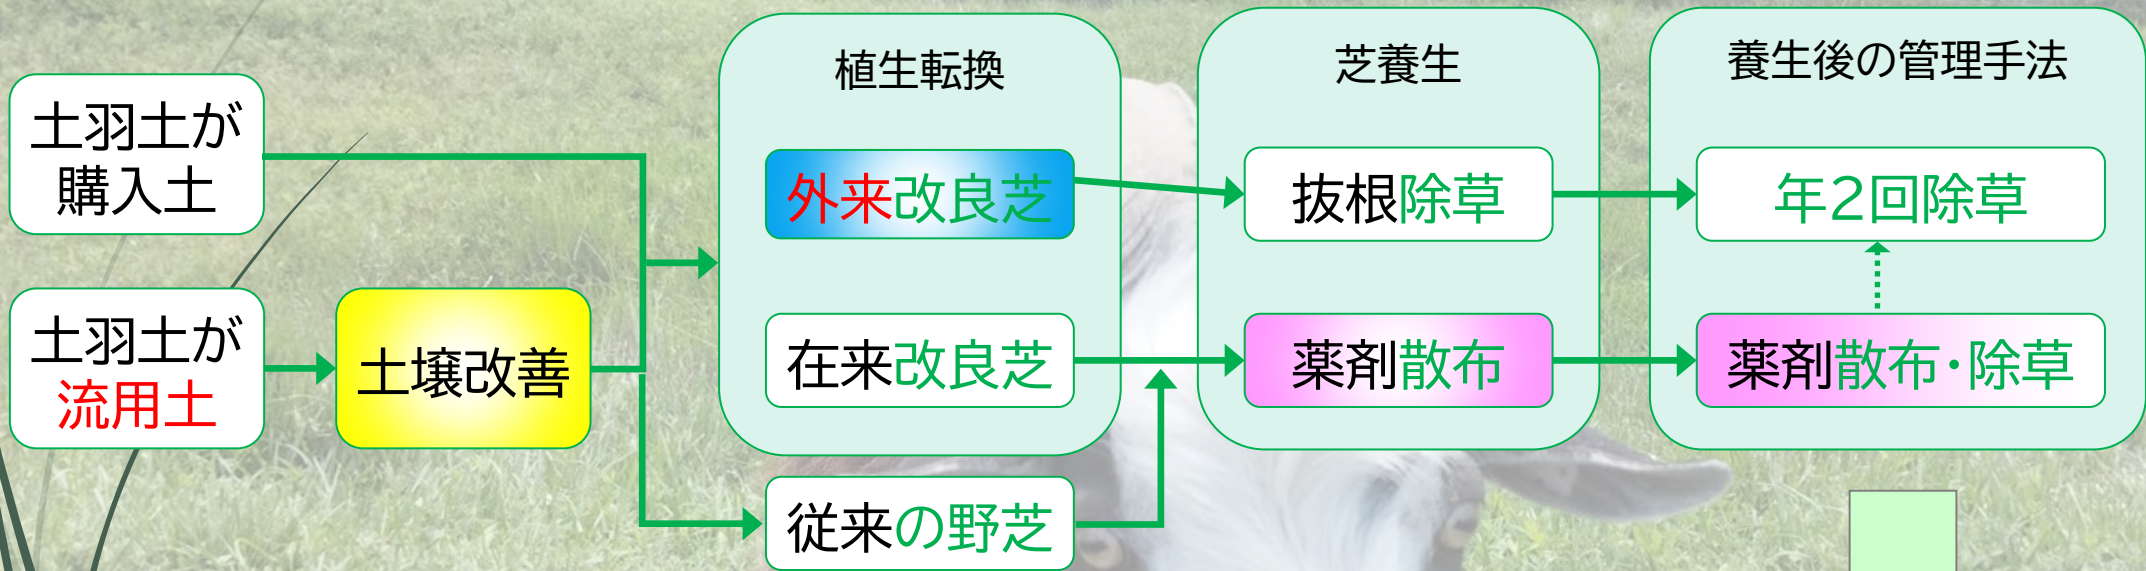 土羽土が
購入土
土羽土が
流用土
土壌改善
植生転換
外来改良芝
在来改良芝
従来の野芝
芝養生
抜根除草
薬剤散布
養生後の管理手法
年2回除草
薬剤散布・除草